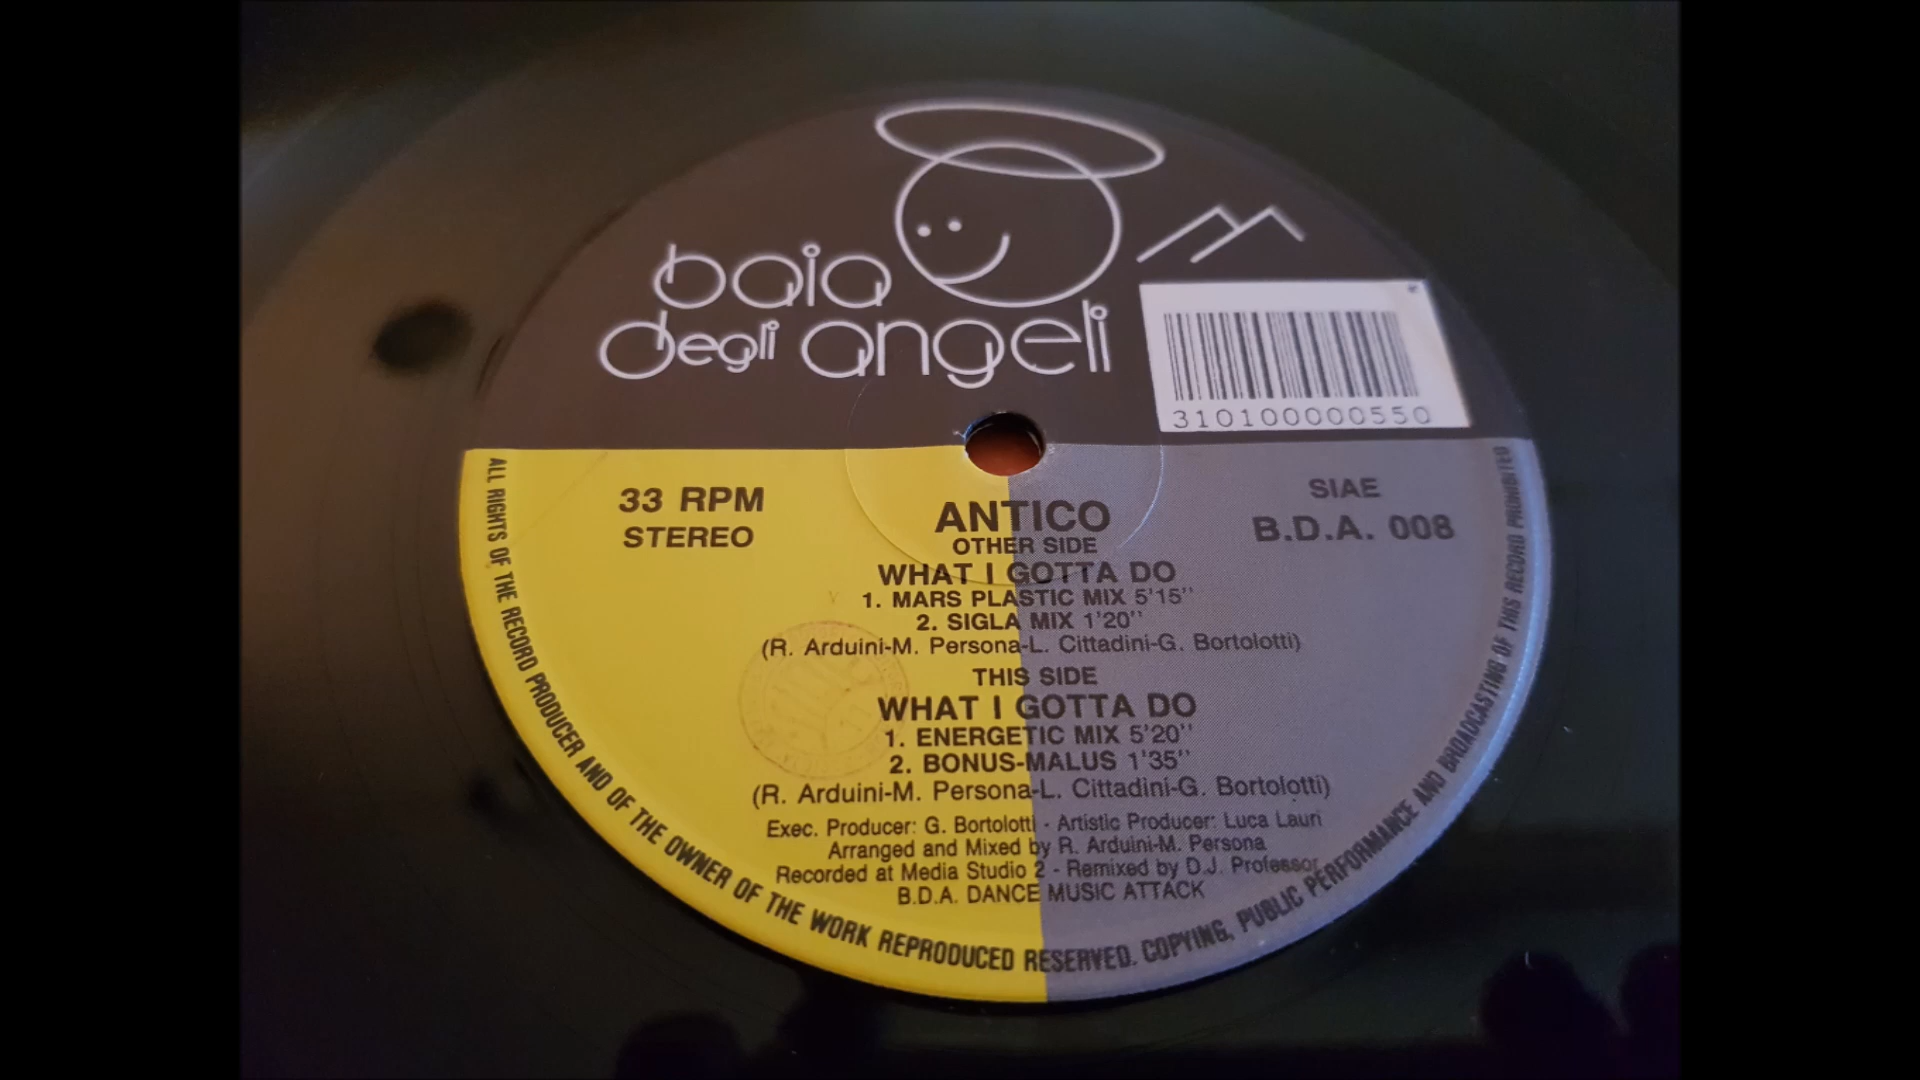 baia
degli angeli
310100000550
33 RPM
STEREO
SIAE
B.D.A. 008
ANTICO
OTHER SIDE
WHAT I GOTTA DO
1. MARS PLASTIC MIX 5'15''
2. SIGLA MIX 1'20''
(R. Arduini-M. Persona-L. Cittadini-G. Bortolotti)
THIS SIDE
WHAT I GOTTA DO
1. ENERGETIC MIX 5'20''
2. BONUS-MALUS 1'35''
(R. Arduini-M. Persona-L. Cittadini-G. Bortolotti)
Exec. Producer: G. Bortolotti - Artistic Producer: Luca Lauri
Arranged and Mixed by R. Arduini-M. Persona
Recorded at Media Studio 2 - Remixed by D.J. Professor
B.D.A. DANCE MUSIC ATTACK
ALL RIGHTS OF THE RECORD PRODUCER AND OF THE OWNER OF THE WORK REPRODUCED RESERVED. COPYING, PUBLIC PERFORMANCE AND BROADCASTING OF THIS RECORD PROHIBITED